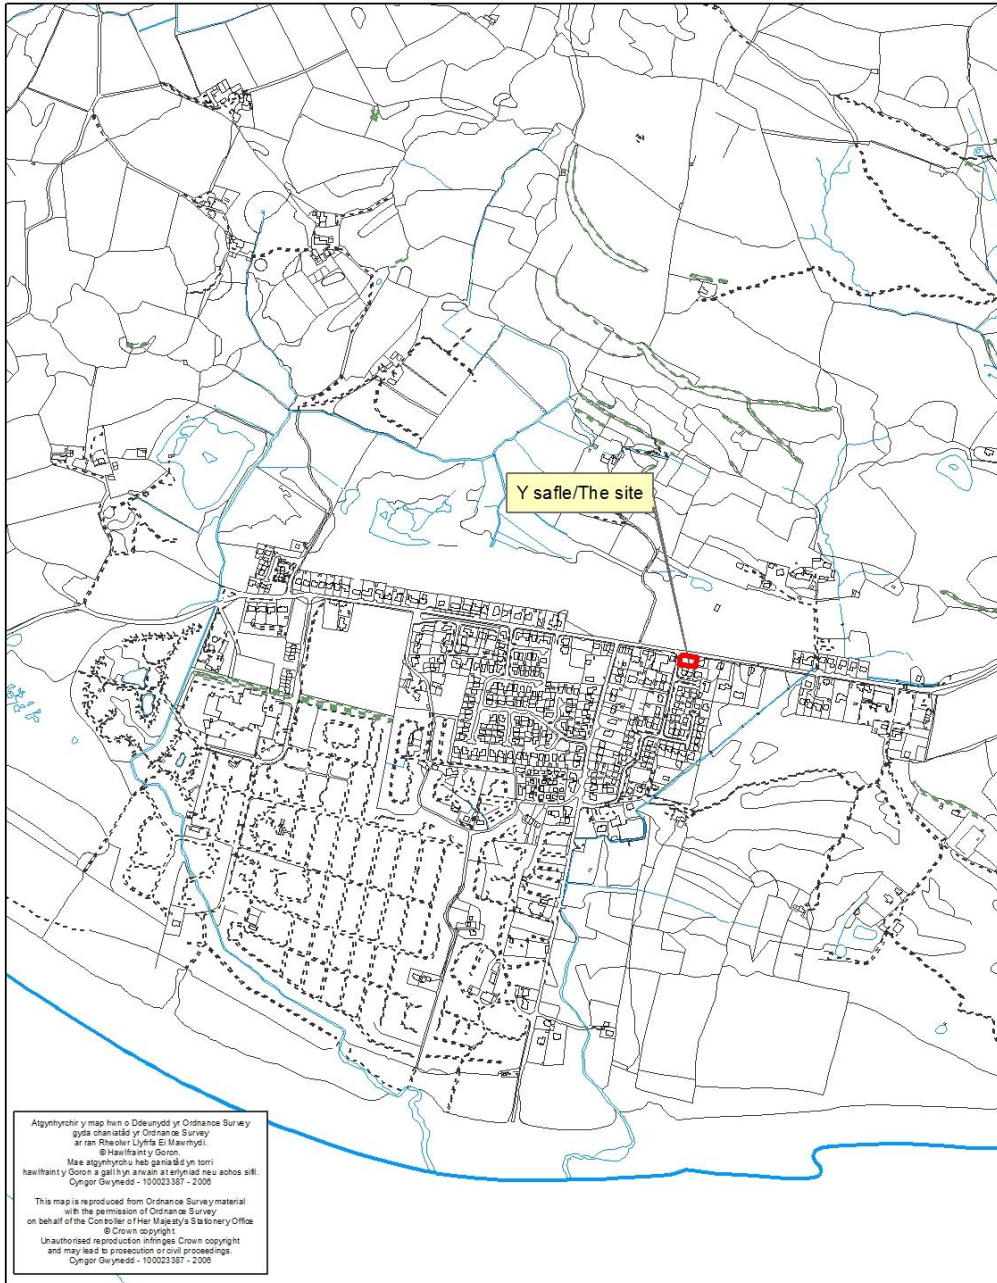 Y safle/The site
Atgynhyrchir y map hwn o Ddeunydd yr Ordnance Survey
gyda chaniatâd yr Ordnance Survey
ar ran Rheolwr Llyfrfa Ei Mawrhydi.
© Hawlfraint y Goron.
Mae atgynhyrchu heb ganiatâd yn torri
hawlfraint y Goron a gall hyn arwain at erlyniad neu achos sifil.
Cyngor Gwynedd - 100023387 - 2006
This map is reproduced from Ordnance Survey material
with the permission of Ordnance Survey
on behalf of the Controller of Her Majesty's Stationery Office
© Crown copyright.
Unauthorised reproduction infringes Crown copyright
and may lead to prosecution or civil proceedings.
Cyngor Gwynedd - 100023387 - 2006